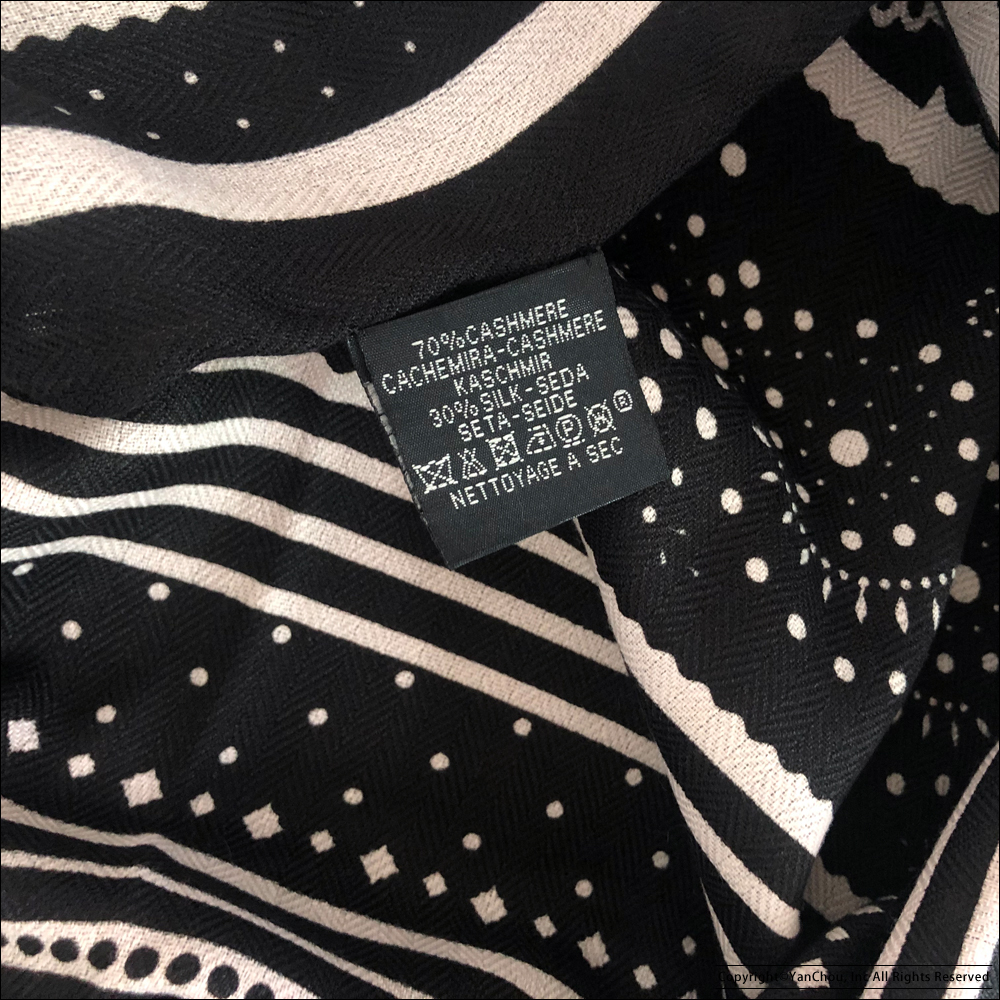 70%CASHMERE
CACHEMIRA-CASHMERE
KASCHMIR
30%SILK-SEDA
SETA-SEIDE
P ®
NETTOYAGE A SEC
Copyright - YanChou, Inc All Rights Reserved